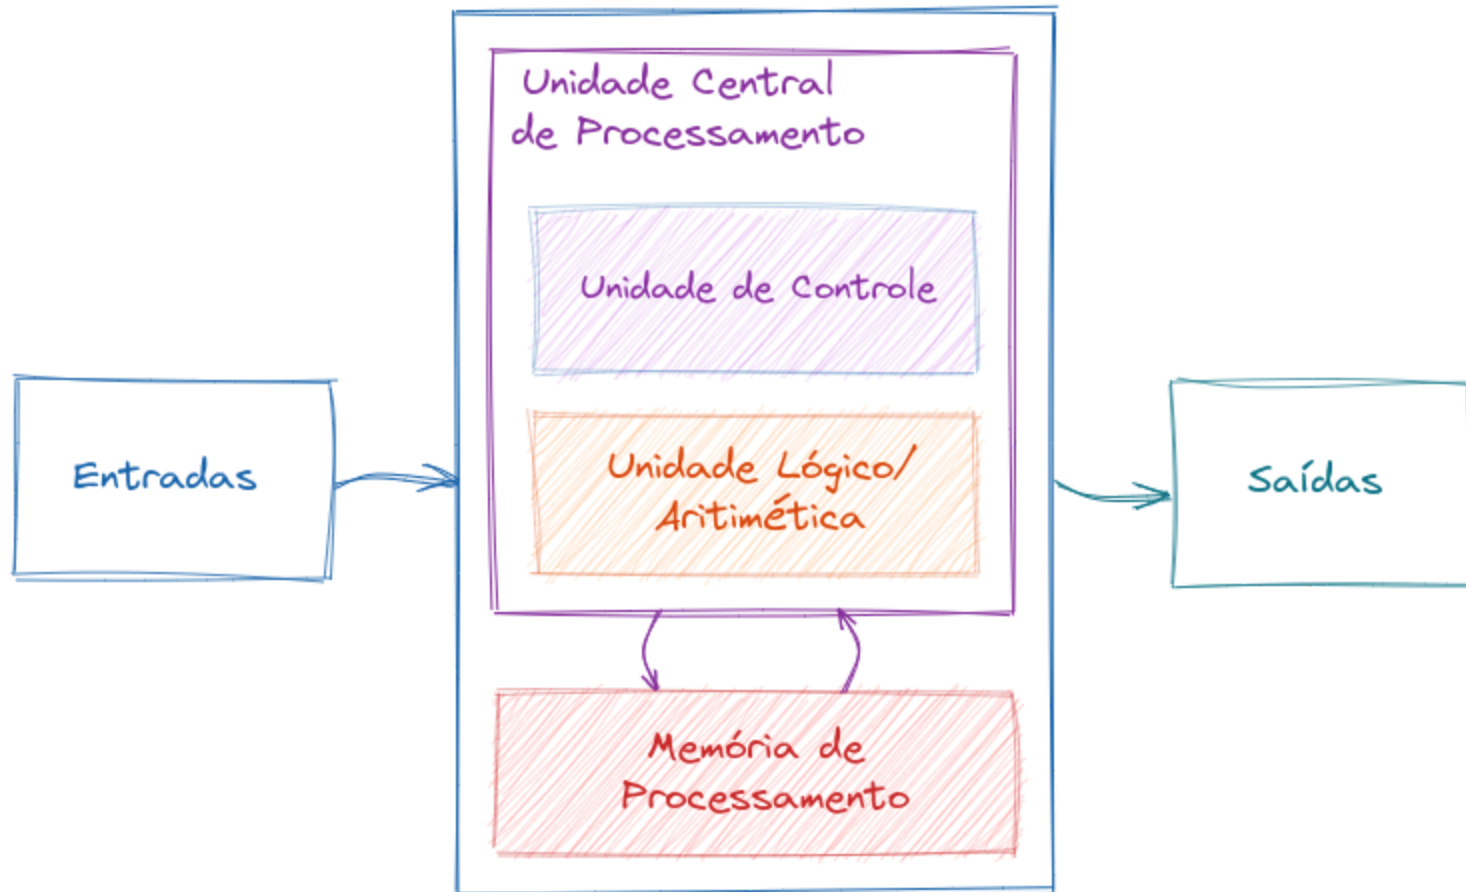 Unidade Central
de Processamento
Unidade de Controle
Entradas
Unidade Lógico/
Aritimética
Saídas
Memória de
Processamento